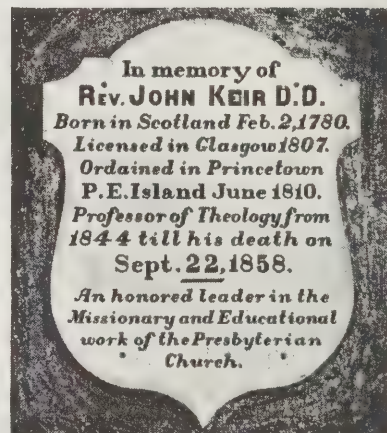 In memory of
REV. JOHN KEIR D.D.
Born in Scotland Feb. 2, 1780.
Licensed in Glasgow 1807.
Ordained in Princetown
P.E. Island June 1810.
Professor of Theology from
1844 till his death on
Sept. 22, 1858.
An honored leader in the
Missionary and Educational
work of the Presbyterian
Church.